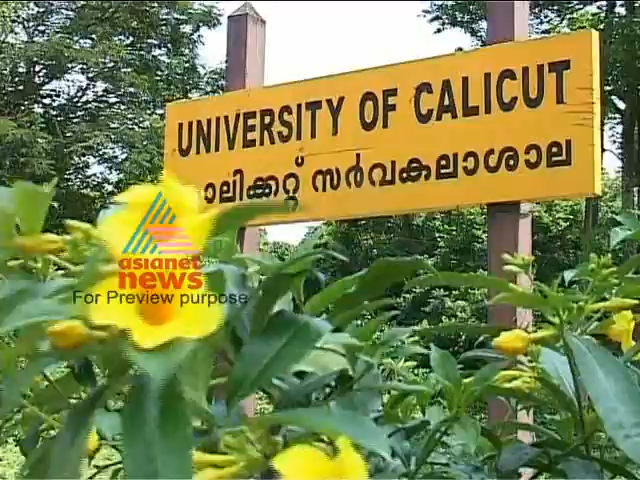 UNIVERSITY OF CALICUT
സർവകലാശാല
asianet
news
For Preview purpose